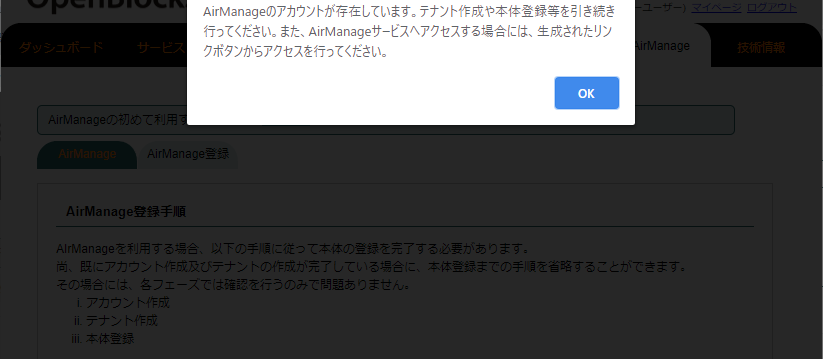 OpenBlock
AirManageのアカウントが存在しています。テナント作成や本体登録等を引き続き
行ってください。また、AirManageサービスへアクセスする場合には、生成されたリン
クボタンからアクセスを行ってください。
OK
ーユーザー) マイページ ログアウト
ダッシュボード サービス AirManage 技術情報
AirManageの初めて利用す
AirManage AirManage登録
AirManage登録手順
AirManageを利用する場合、以下の手順に従って本体の登録を完了する必要があります。
尚、既にアカウント作成及びテナントの作成が完了している場合に、本体登録までの手順を省略することができます。
その場合には、各フェーズでは確認を行うのみで問題ありません。
i. アカウント作成
ii. テナント作成
iii. 本体登録